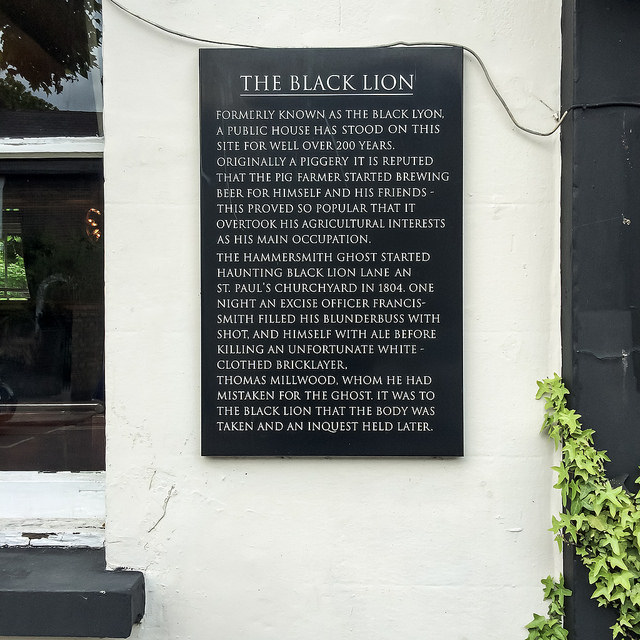 THE BLACK LION
FORMERLY KNOWN AS THE BLACK LYON,
A PUBLIC HOUSE HAS STOOD ON THIS
SITE FOR WELL OVER 200 YEARS.
ORIGINALLY A PIGGERY IT IS REPUTED
THAT THE PIG FARMER STARTED BREWING
BEER FOR HIMSELF AND HIS FRIENDS -
THIS PROVED SO POPULAR THAT IT
OVERTOOK HIS AGRICULTURAL INTERESTS
AS HIS MAIN OCCUPATION.
THE HAMMERSMITH GHOST STARTED
HAUNTING BLACK LION LANE AN
ST. PAUL'S CHURCHYARD IN 1804. ONE
NIGHT AN EXCISE OFFICER FRANCIS-
SMITH FILLED HIS BLUNDERBUSS WITH
SHOT, AND HIMSELF WITH ALE BEFORE
KILLING AN UNFORTUNATE WHITE -
CLOTHED BRICKLAYER,
THOMAS MILLWOOD, WHOM HE HAD
MISTAKEN FOR THE GHOST. IT WAS TO
THE BLACK LION THAT THE BODY WAS
TAKEN AND AN INQUEST HELD LATER.